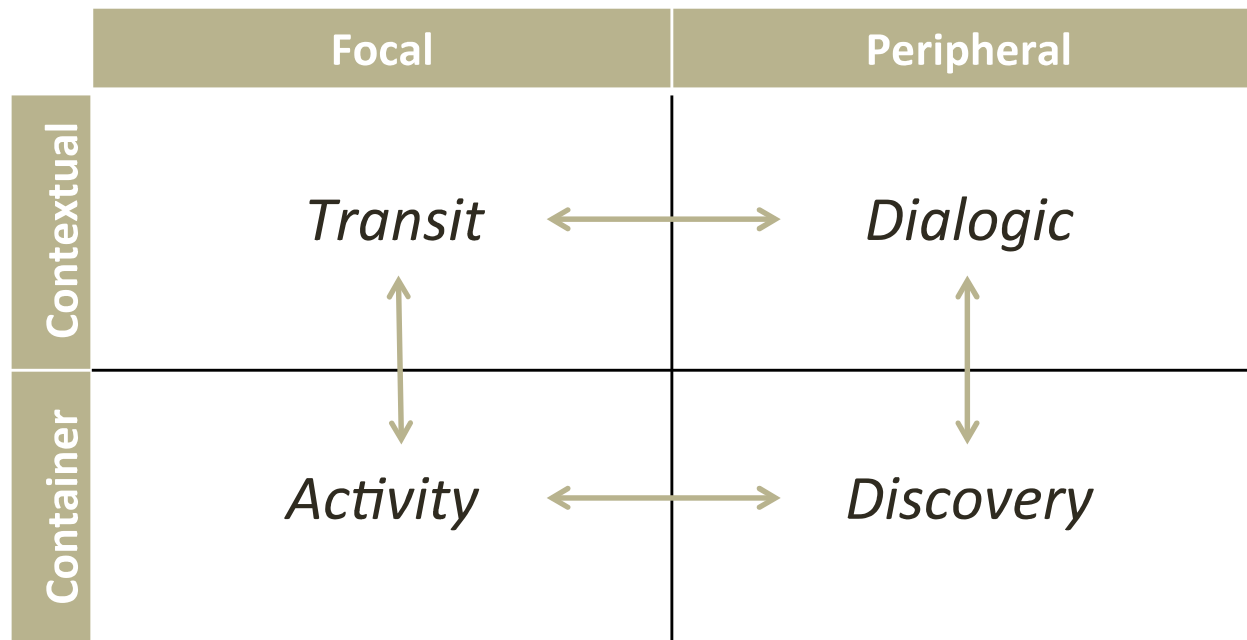 Focal
Peripheral
Contextual
Transit
Dialogic
Container
Activity
Discovery